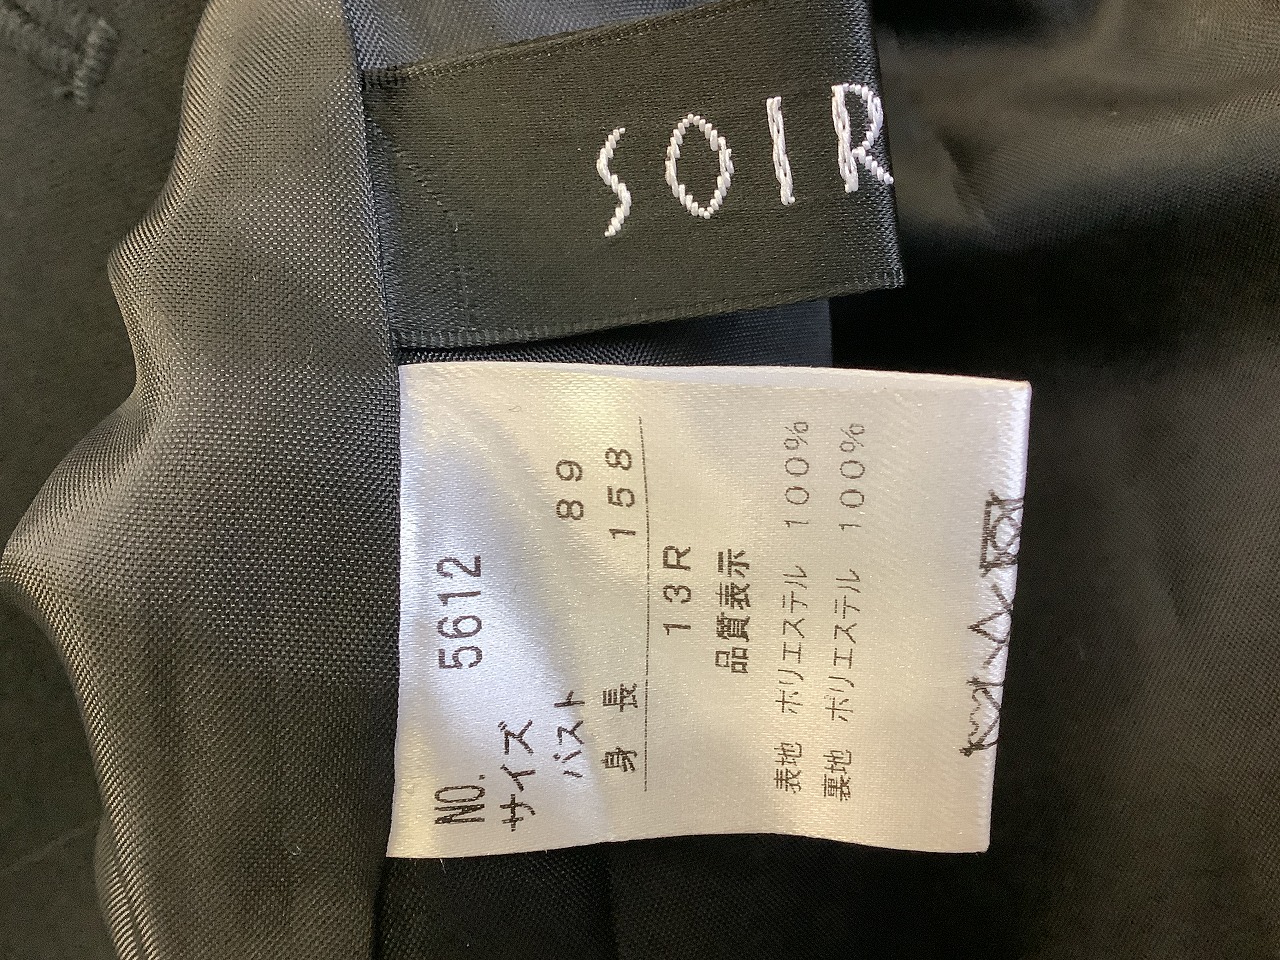 SOIR
NO. 5612
サイズ
バスト 89
身長 158
13R
品質表示
表地 ポリエステル 100%
裏地 ポリエステル 100%